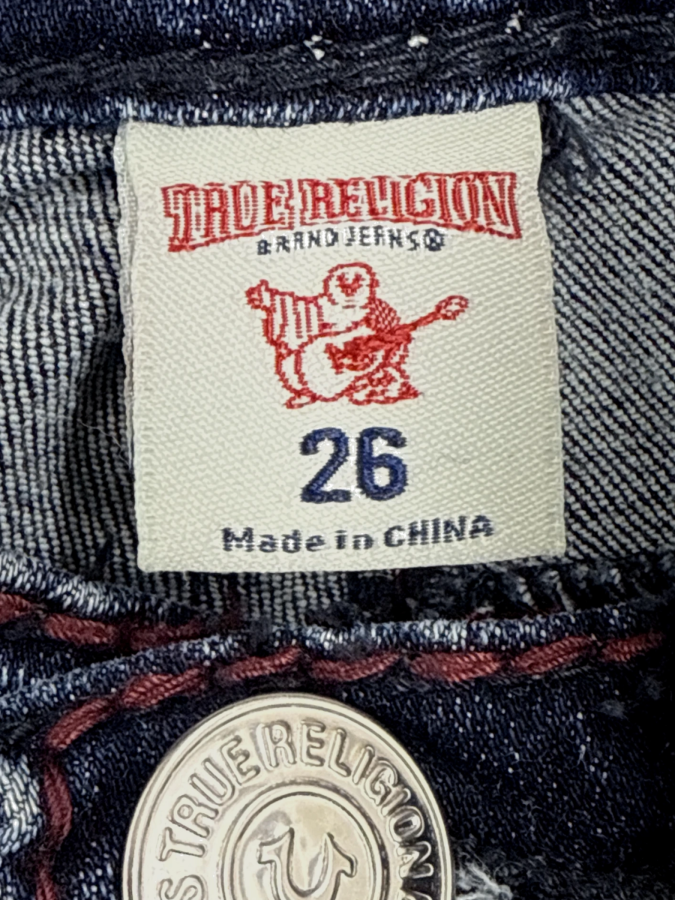 TRUE RELIGION
BRAND JEANS®
26
Made in CHINA
S TRUE RELIGION